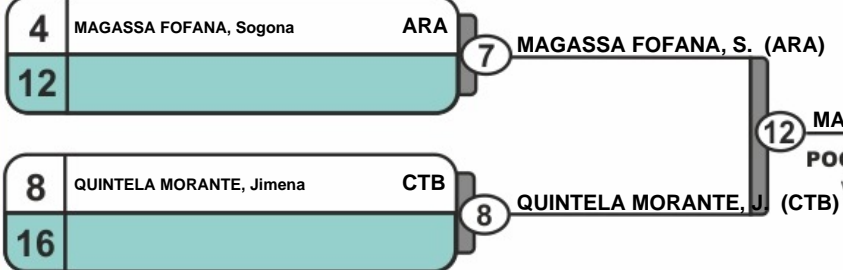 4 MAGASSA FOFANA, Sogona ARA
12
7 MAGASSA FOFANA, S. (ARA)
12
8 QUINTELA MORANTE, Jimena CTB
16
8 QUINTELA MORANTE, J. (CTB)